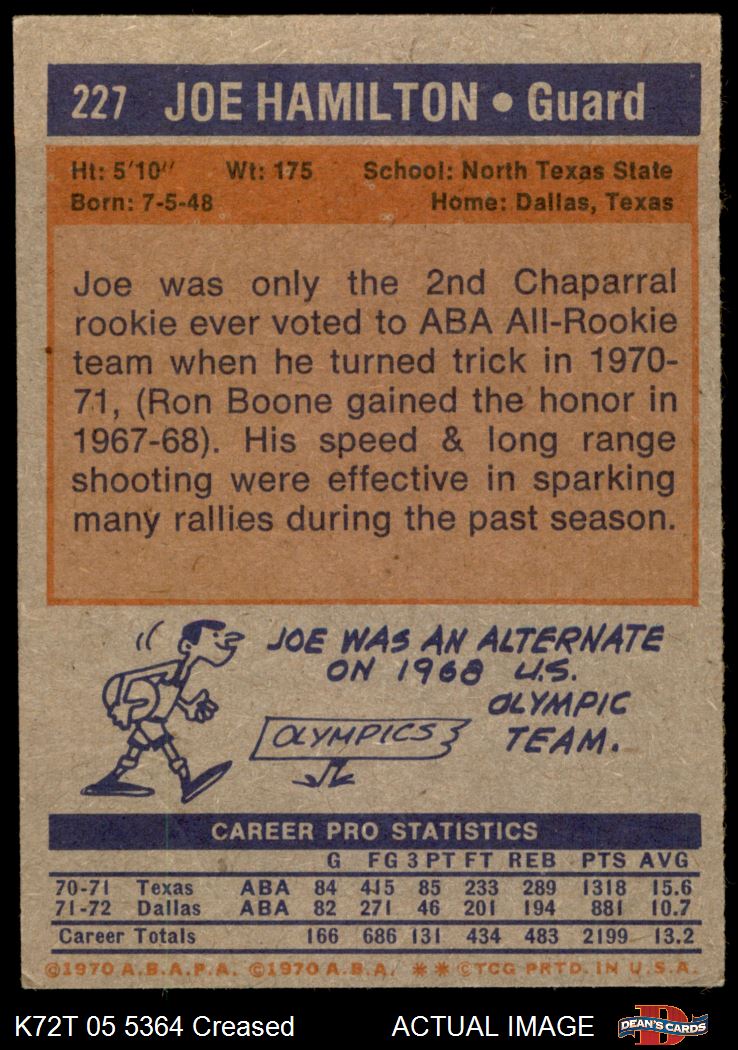 227 JOE HAMILTON • Guard
Ht: 5'10" Wt: 175 School: North Texas State
Born: 7-5-48 Home: Dallas, Texas
Joe was only the 2nd Chaparral
rookie ever voted to ABA All-Rookie
team when he turned trick in 1970-
71, (Ron Boone gained the honor in
1967-68). His speed & long range
shooting were effective in sparking
many rallies during the past season.
JOE WAS AN ALTERNATE
ON 1968 U.S.
OLYMPIC
TEAM.
OLYMPICS
CAREER PRO STATISTICS
G FG 3 PT FT REB PTS AVG
70-71 Texas ABA 84 415 85 233 289 1318 15.6
71-72 Dallas ABA 82 271 46 201 194 881 10.7
Career Totals 166 686 131 434 483 2199 13.2
©1970 A.B.A.P.A. ©1970 A.B.A. ** ©TCG PRTD. IN U.S.A.
K72T 05 5364 Creased ACTUAL IMAGE DEAN'S CARDS